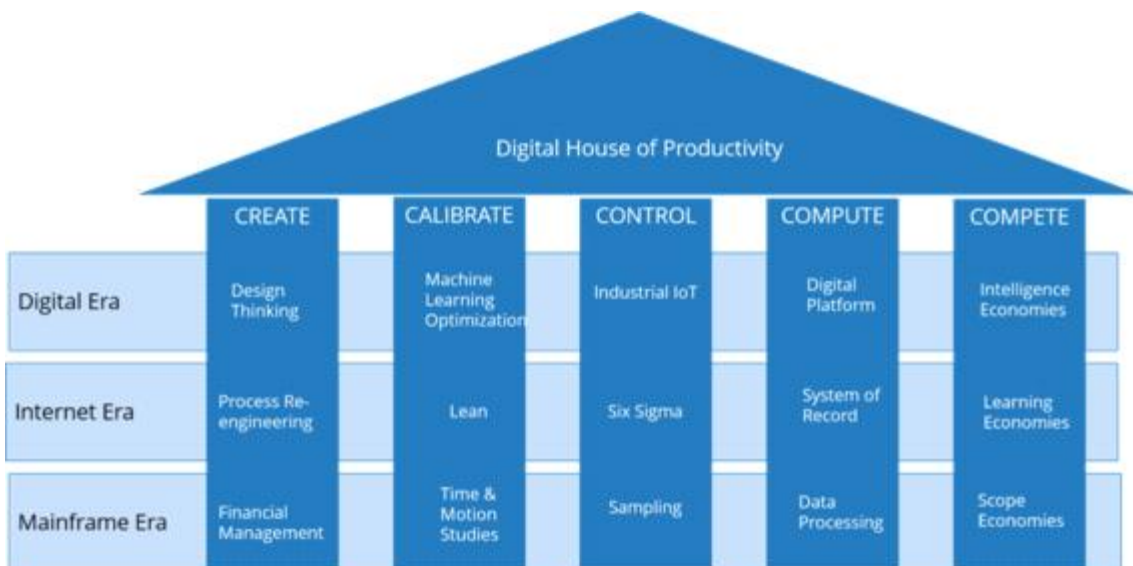 Digital House of Productivity
CREATE
CALIBRATE
CONTROL
COMPUTE
COMPETE
Digital Era
Design
Thinking
Machine
Learning
Optimization
Industrial IoT
Digital
Platform
Intelligence
Economies
Internet Era
Process Re-
engineering
Lean
Six Sigma
System of
Record
Learning
Economies
Mainframe Era
Financial
Management
Time &
Motion
Studies
Sampling
Data
Processing
Scope
Economies